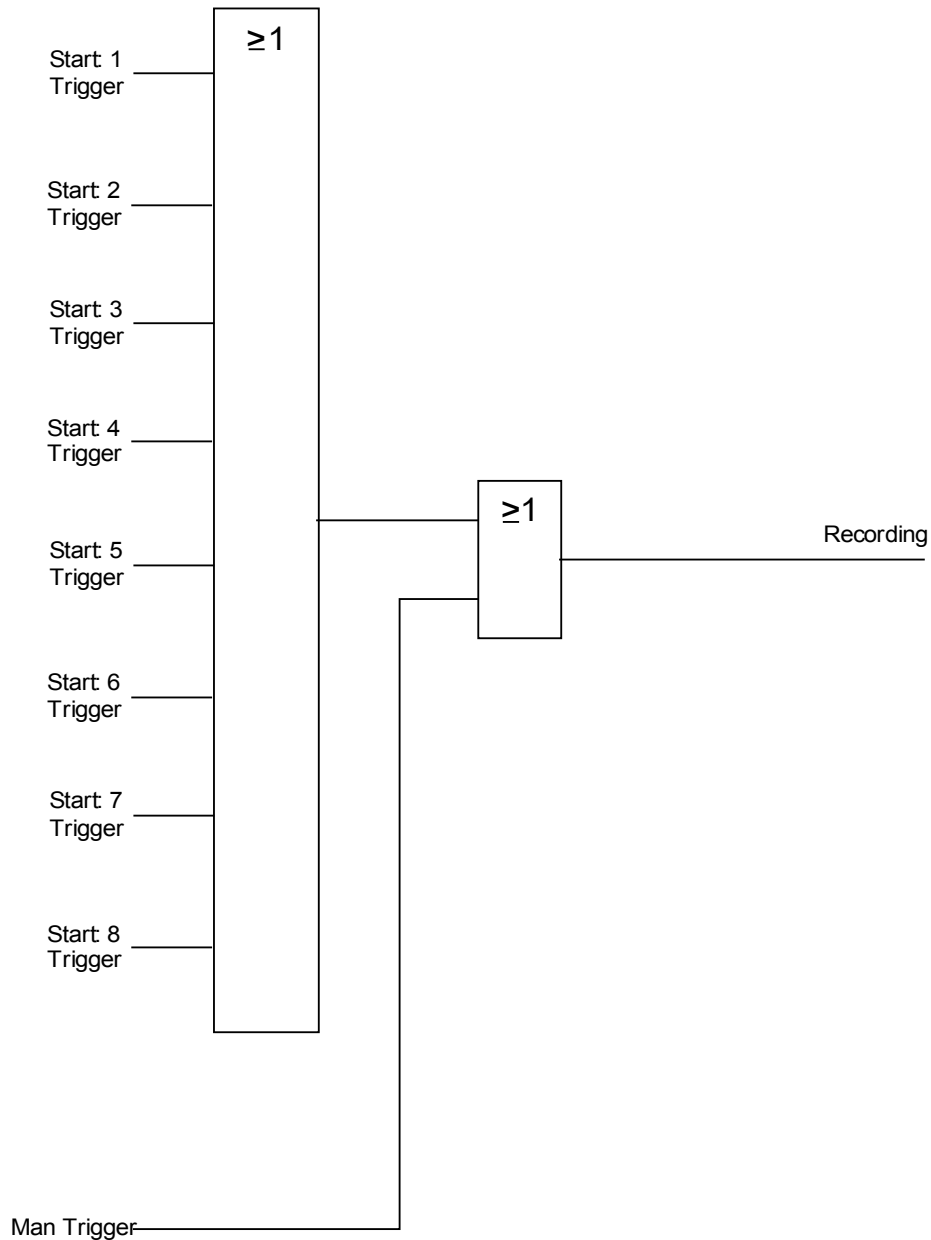 ≥1
Start: 1
Trigger
Start: 2
Trigger
Start: 3
Trigger
Start: 4
Trigger
≥1
Recording
Start: 5
Trigger
Start: 6
Trigger
Start: 7
Trigger
Start: 8
Trigger
Man Trigger